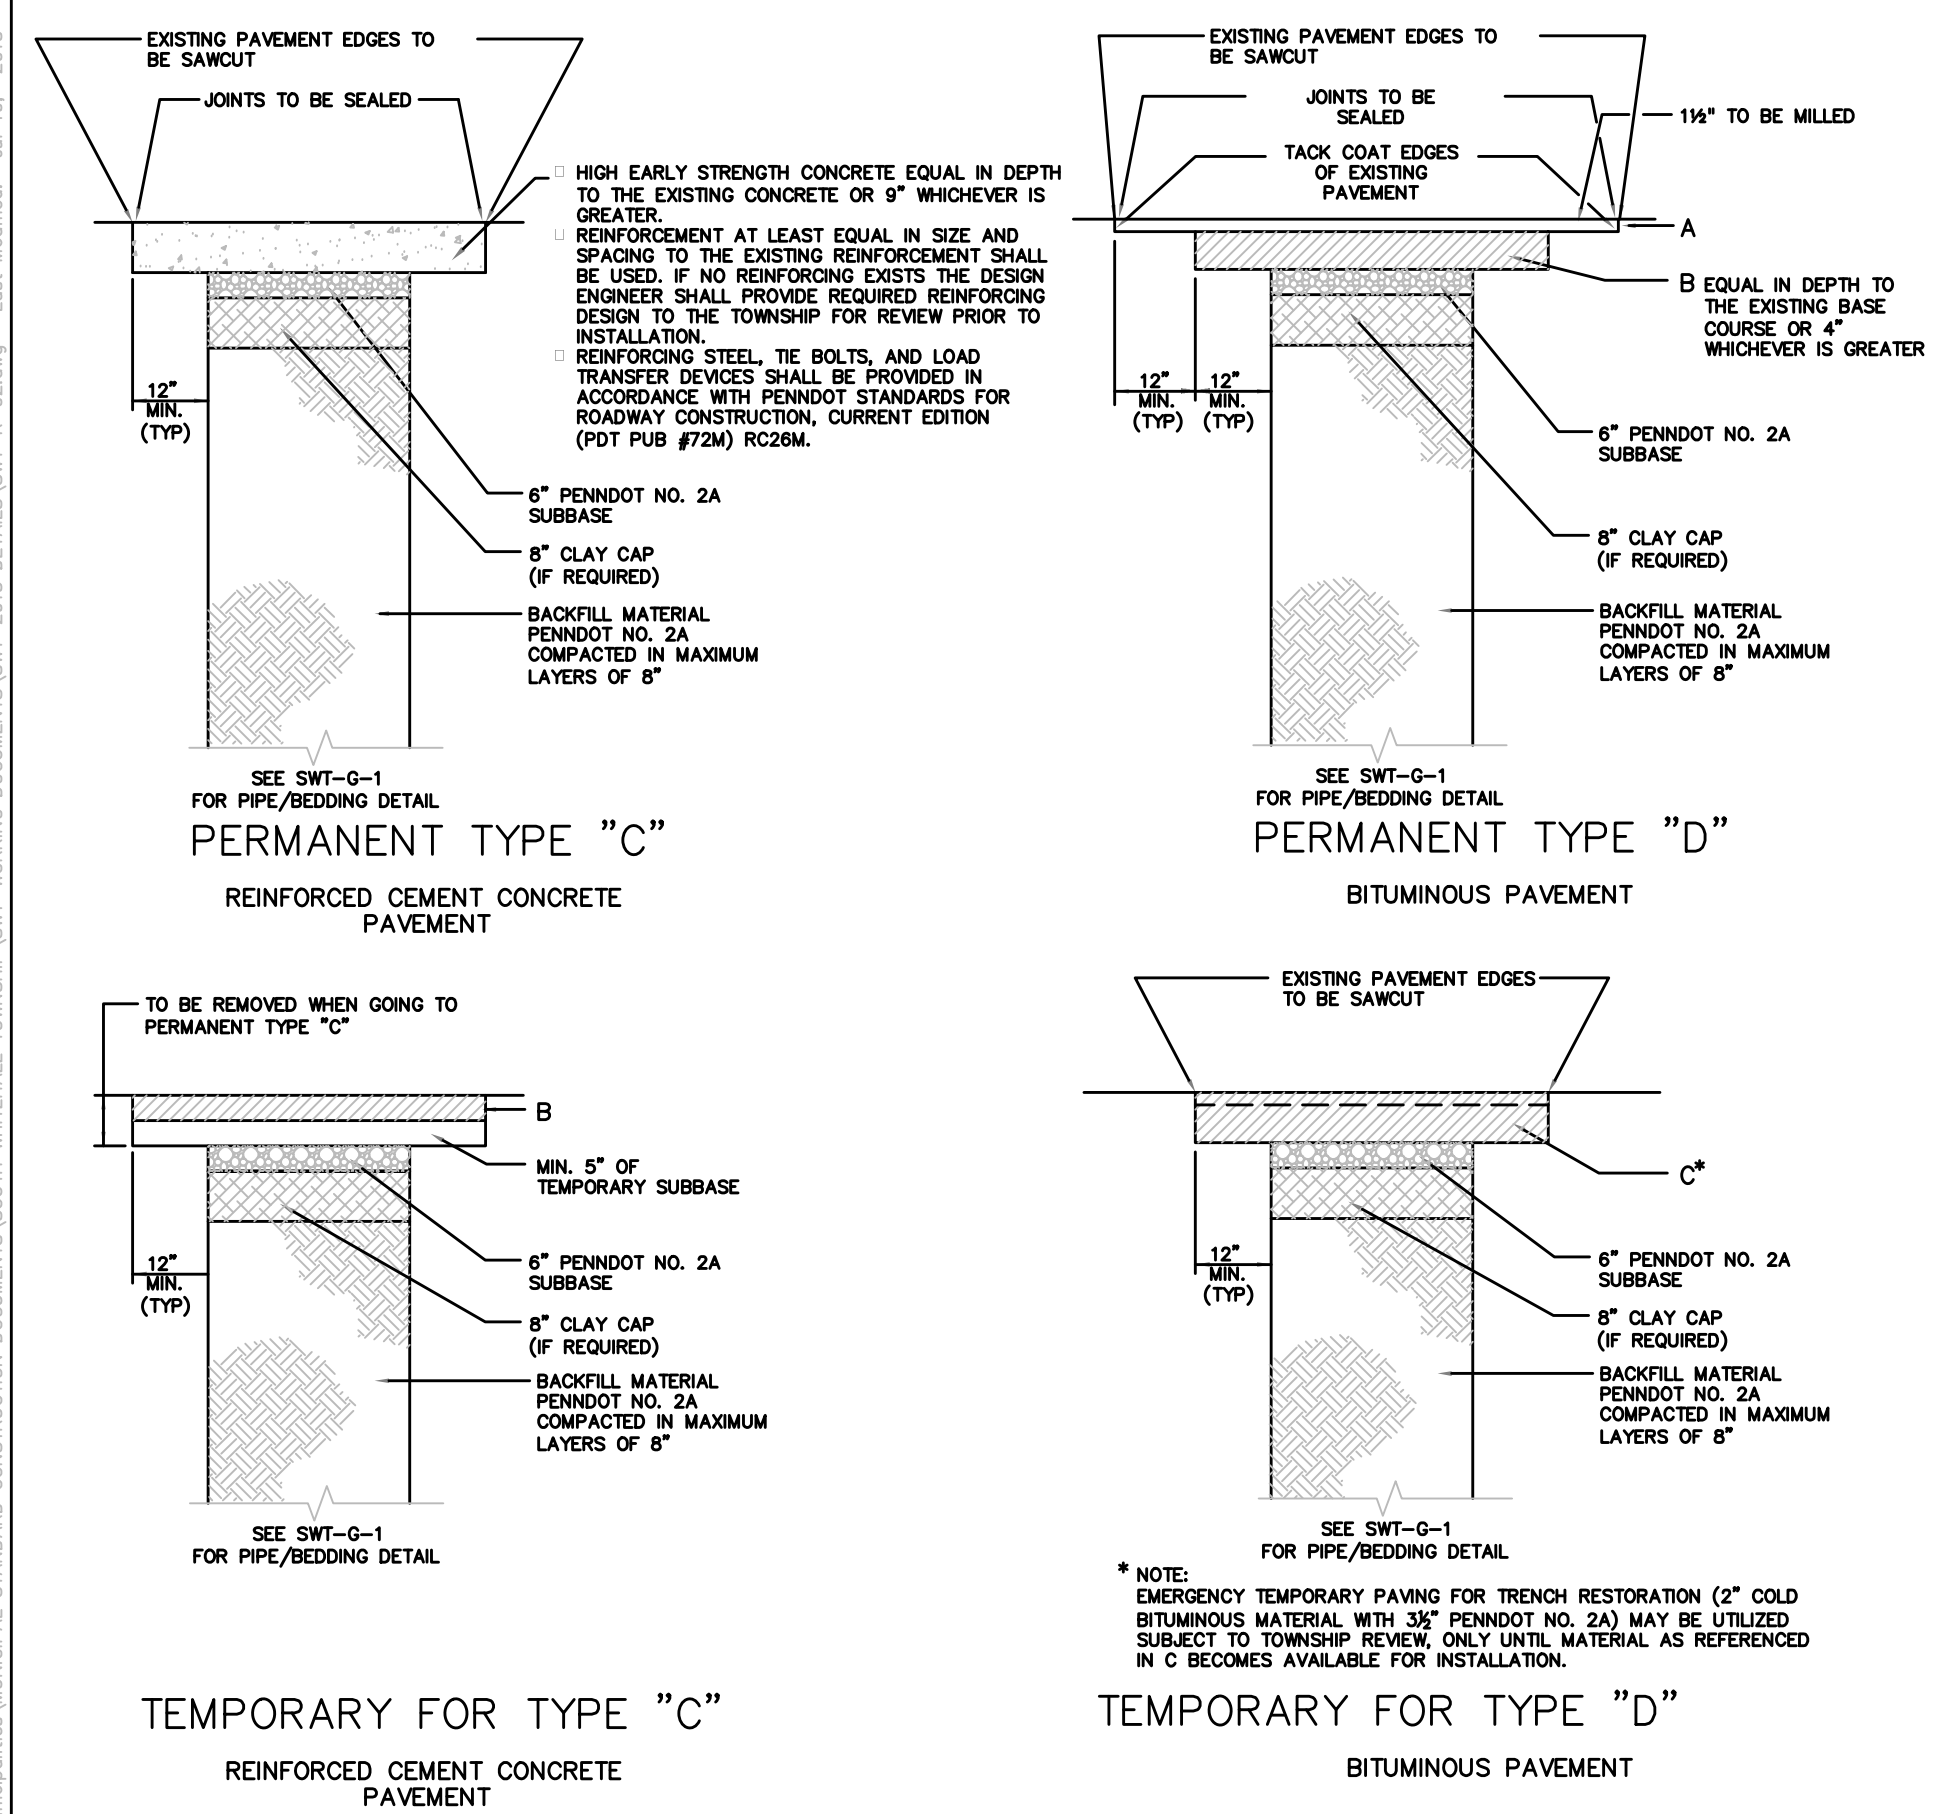 EXISTING PAVEMENT EDGES TO
BE SAWCUT
JOINTS TO BE SEALED
HIGH EARLY STRENGTH CONCRETE EQUAL IN DEPTH
TO THE EXISTING CONCRETE OR 9" WHICHEVER IS
GREATER.
REINFORCEMENT AT LEAST EQUAL IN SIZE AND
SPACING TO THE EXISTING REINFORCEMENT SHALL
BE USED. IF NO REINFORCING EXISTS THE DESIGN
ENGINEER SHALL PROVIDE REQUIRED REINFORCING
DESIGN TO THE TOWNSHIP FOR REVIEW PRIOR TO
INSTALLATION.
REINFORCING STEEL, TIE BOLTS, AND LOAD
TRANSFER DEVICES SHALL BE PROVIDED IN
ACCORDANCE WITH PENNDOT STANDARDS FOR
ROADWAY CONSTRUCTION, CURRENT EDITION
(PDT PUB #72M) RC26M.
12"
MIN.
(TYP)
6" PENNDOT NO. 2A
SUBBASE
8" CLAY CAP
(IF REQUIRED)
BACKFILL MATERIAL
PENNDOT NO. 2A
COMPACTED IN MAXIMUM
LAYERS OF 8"
SEE SWT-G-1
FOR PIPE/BEDDING DETAIL
PERMANENT TYPE "C"
REINFORCED CEMENT CONCRETE
PAVEMENT
EXISTING PAVEMENT EDGES TO
BE SAWCUT
JOINTS TO BE
SEALED
1½" TO BE MILLED
TACK COAT EDGES
OF EXISTING
PAVEMENT
A
B EQUAL IN DEPTH TO
THE EXISTING BASE
COURSE OR 4"
WHICHEVER IS GREATER
12" 12"
MIN. MIN.
(TYP) (TYP)
6" PENNDOT NO. 2A
SUBBASE
8" CLAY CAP
(IF REQUIRED)
BACKFILL MATERIAL
PENNDOT NO. 2A
COMPACTED IN MAXIMUM
LAYERS OF 8"
SEE SWT-G-1
FOR PIPE/BEDDING DETAIL
PERMANENT TYPE "D"
BITUMINOUS PAVEMENT
TO BE REMOVED WHEN GOING TO
PERMANENT TYPE "C"
B
MIN. 5" OF
TEMPORARY SUBBASE
12"
MIN.
(TYP)
6" PENNDOT NO. 2A
SUBBASE
8" CLAY CAP
(IF REQUIRED)
BACKFILL MATERIAL
PENNDOT NO. 2A
COMPACTED IN MAXIMUM
LAYERS OF 8"
SEE SWT-G-1
FOR PIPE/BEDDING DETAIL
TEMPORARY FOR TYPE "C"
REINFORCED CEMENT CONCRETE
PAVEMENT
EXISTING PAVEMENT EDGES
TO BE SAWCUT
C*
12"
MIN.
(TYP)
6" PENNDOT NO. 2A
SUBBASE
8" CLAY CAP
(IF REQUIRED)
BACKFILL MATERIAL
PENNDOT NO. 2A
COMPACTED IN MAXIMUM
LAYERS OF 8"
SEE SWT-G-1
FOR PIPE/BEDDING DETAIL
* NOTE:
EMERGENCY TEMPORARY PAVING FOR TRENCH RESTORATION (2" COLD
BITUMINOUS MATERIAL WITH 3½" PENNDOT NO. 2A) MAY BE UTILIZED
SUBJECT TO TOWNSHIP REVIEW, ONLY UNTIL MATERIAL AS REFERENCED
IN C BECOMES AVAILABLE FOR INSTALLATION.
TEMPORARY FOR TYPE "D"
BITUMINOUS PAVEMENT